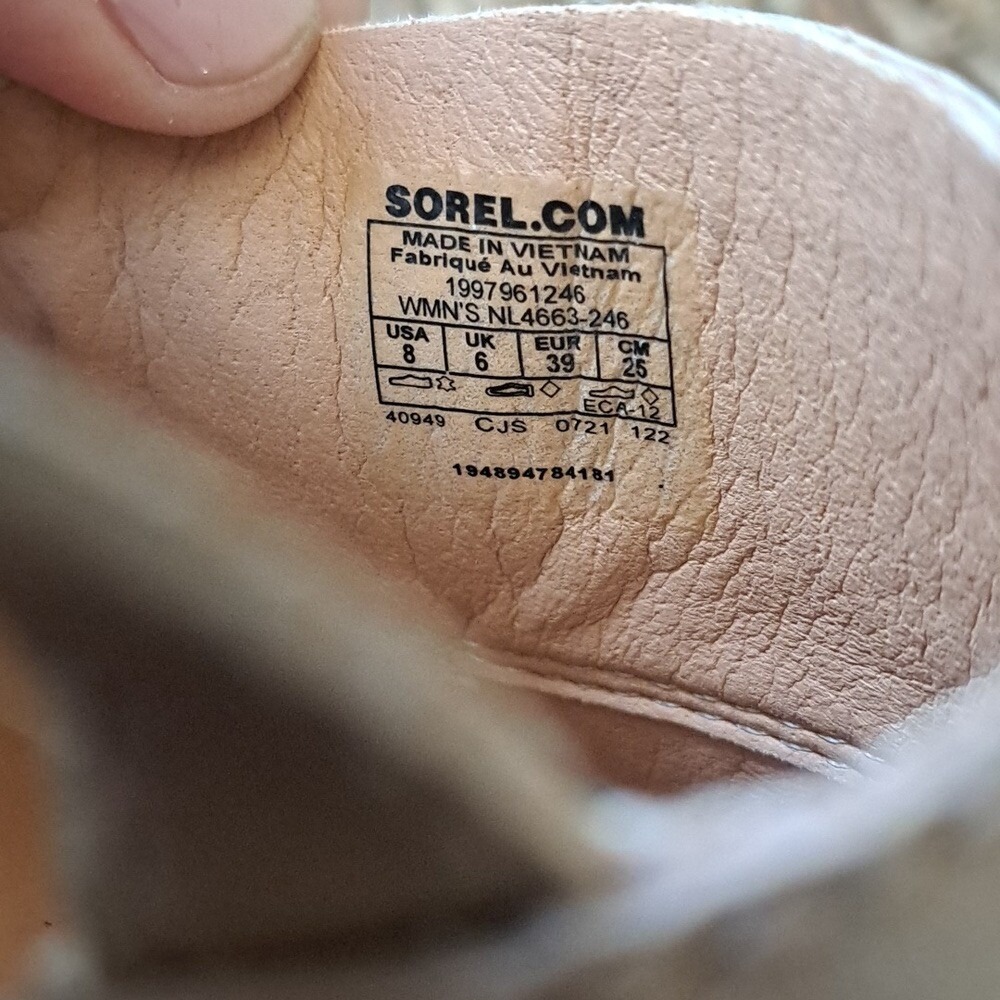 SOREL.COM
MADE IN VIETNAM
Fabriqué Au Vietnam
1997961246
WMN'S NL4663-246
USA UK EUR CM
8 6 39 25
ECA-12
40949 CJS 0721 122
194894784181